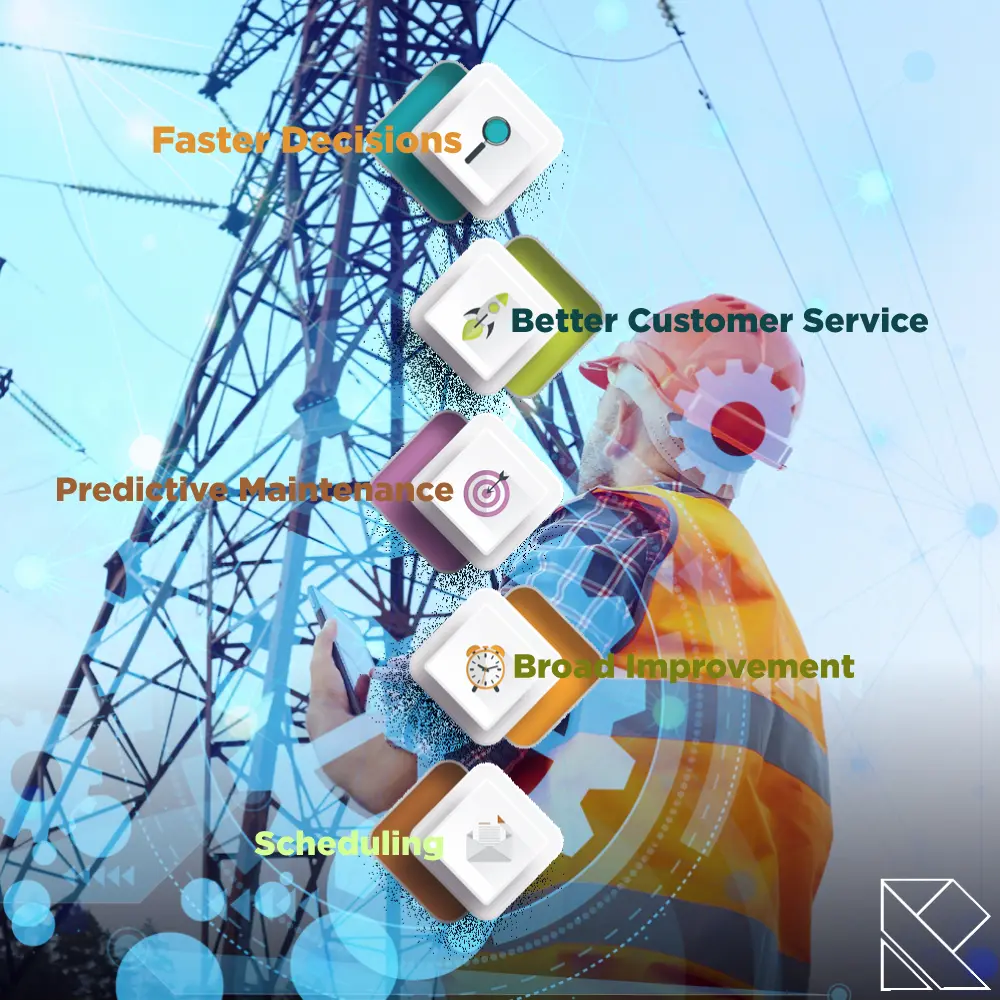 Faster Decisions
Better Customer Service
Predictive Maintenance
Broad Improvement
Scheduling